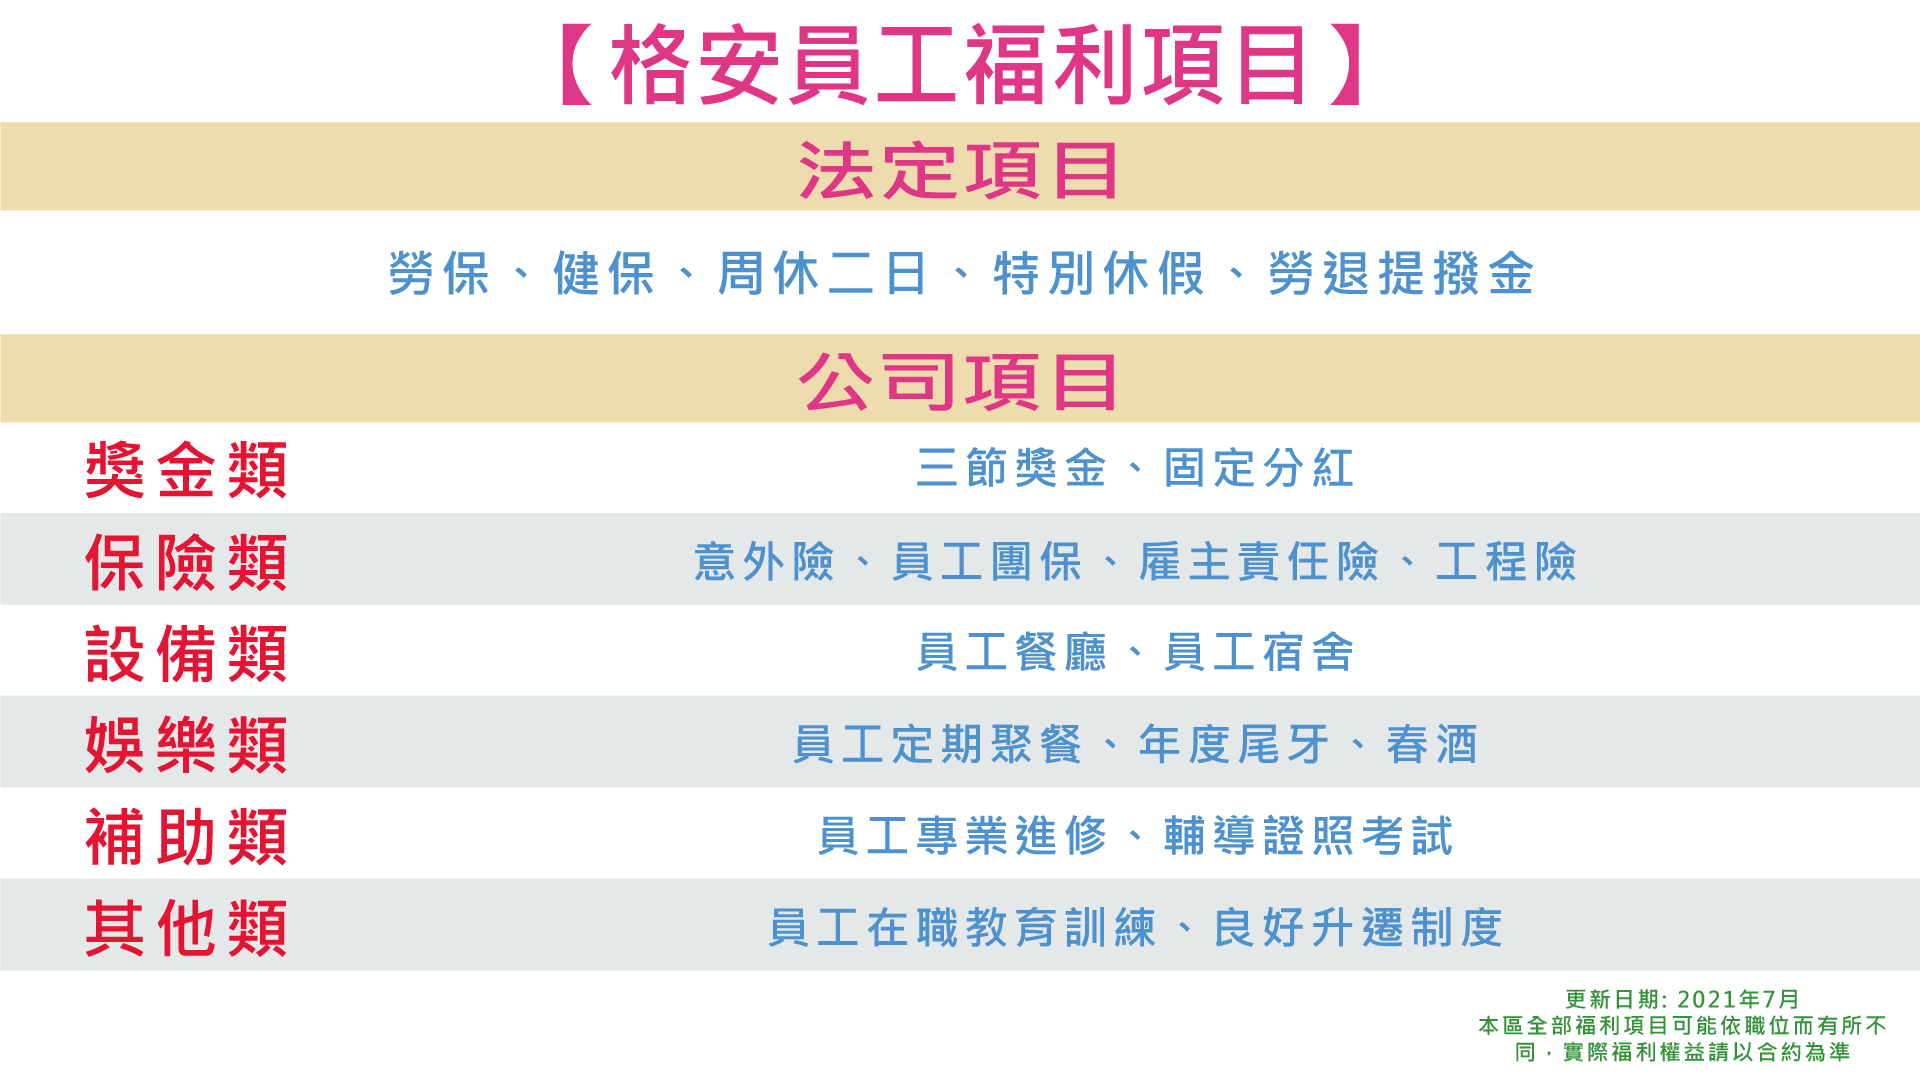 【格安員工福利項目】
法定項目
勞保、健保、周休二日、特別休假、勞退提撥金
公司項目
獎金類 三節獎金、固定分紅
保險類 意外險、員工團保、雇主責任險、工程險
設備類 員工餐廳、員工宿舍
娛樂類 員工定期聚餐、年度尾牙、春酒
補助類 員工專業進修、輔導證照考試
其他類 員工在職教育訓練、良好升遷制度
更新日期: 2021年7月
本區全部福利項目可能依職位而有所不
同，實際福利權益請以合約為準